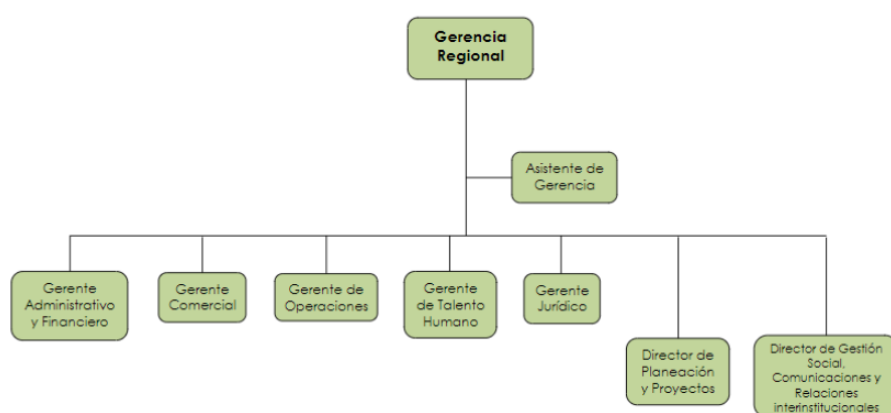 Gerencia
Regional
Asistente de
Gerencia
Gerente
Administrativo
y Financiero
Gerente
Comercial
Gerente de
Operaciones
Gerente
de Talento
Humano
Gerente
Jurídico
Director de
Planeación
y Proyectos
Director de Gestión
Social,
Comunicaciones y
Relaciones
interinstitucionales